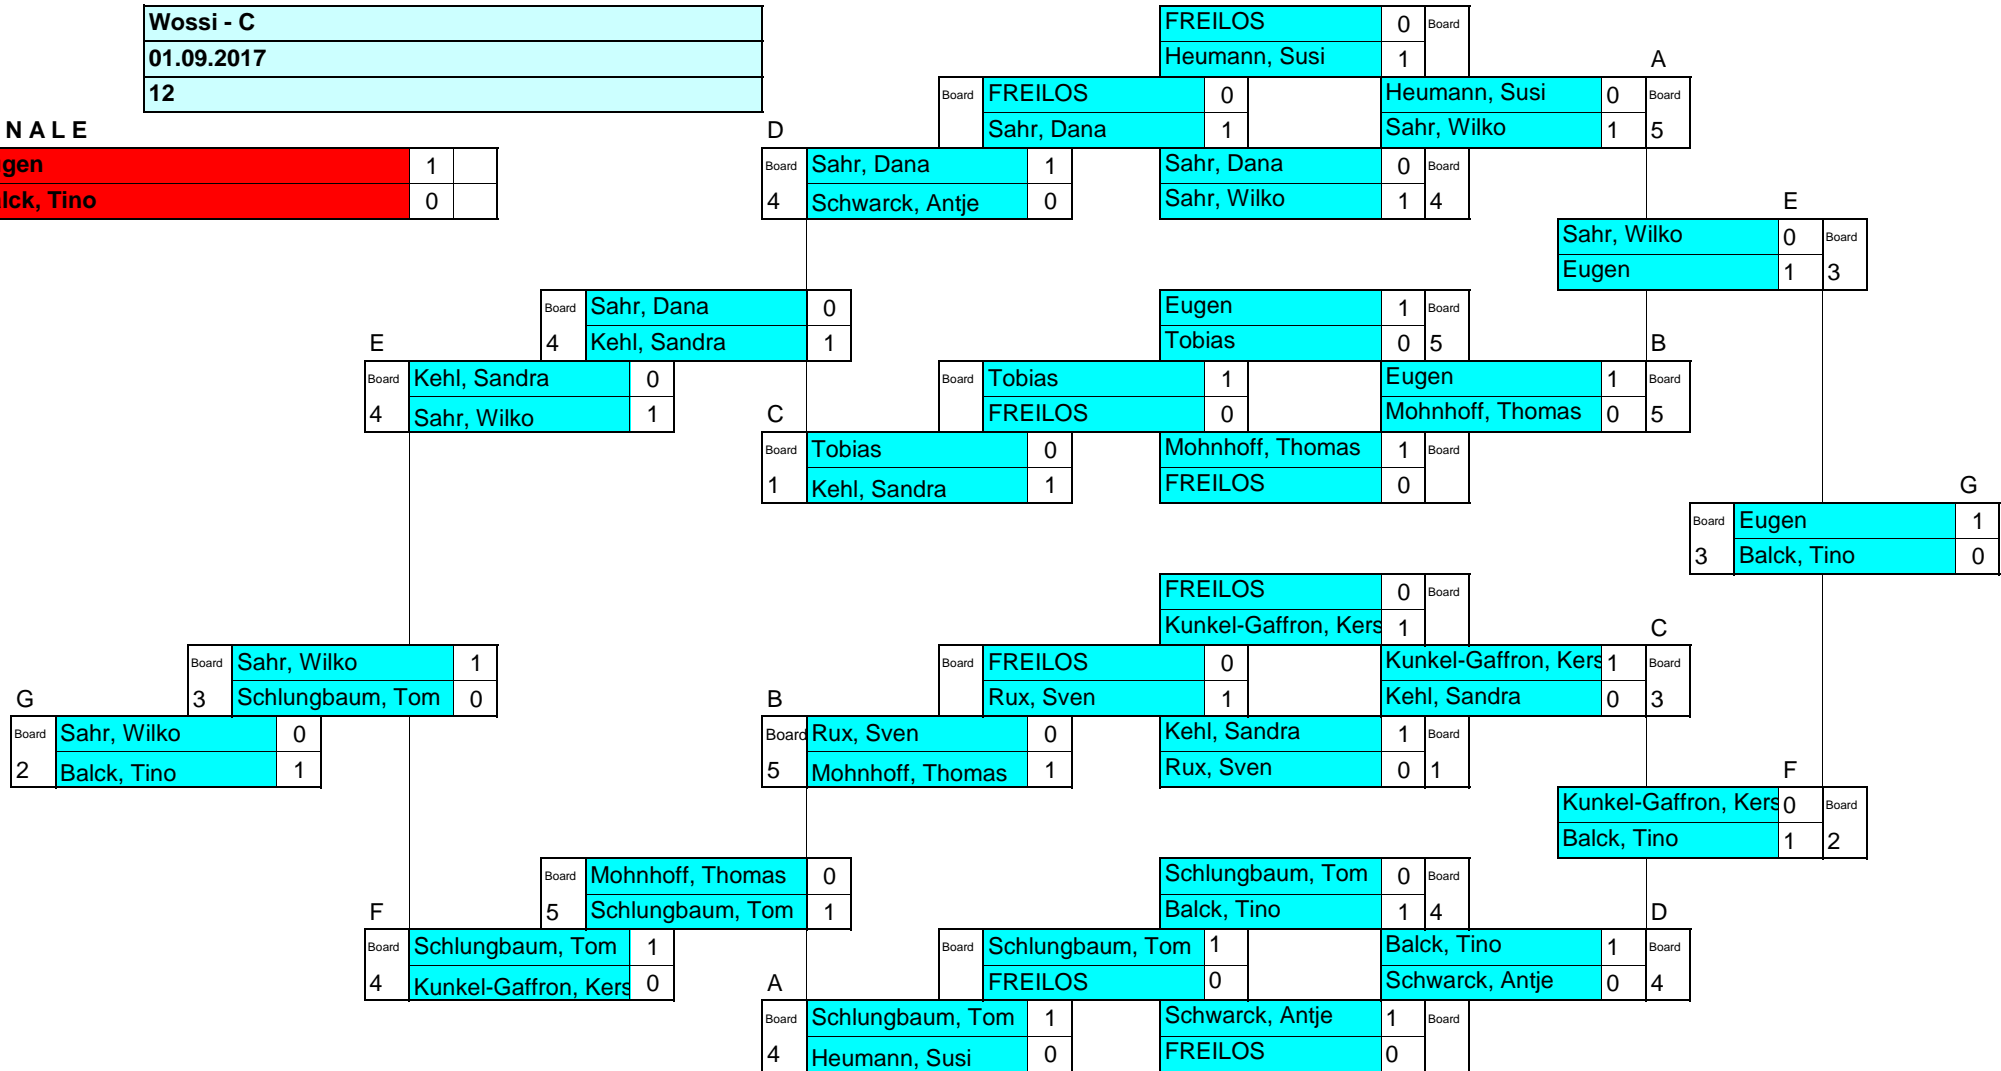 Wossi - C
01.09.2017
12
N A L E
gen 1
lck, Tino 0
FREILOS 0 Board
Heumann, Susi 1
A
Board FREILOS 0
Sahr, Dana 1
Heumann, Susi 0 Board
Sahr, Wilko 1 5
D
Board Sahr, Dana 1
4 Schwarck, Antje 0
Sahr, Dana 0 Board
Sahr, Wilko 1 4
E
Sahr, Wilko 0 Board
Eugen 1 3
Board Sahr, Dana 0
4 Kehl, Sandra 1
Eugen 1 Board
Tobias 0 5
E
B
Board Kehl, Sandra 0
4 Sahr, Wilko 1
Board Tobias 1
FREILOS 0
Eugen 1 Board
Mohnhoff, Thomas 0 5
C
Board Tobias 0
1 Kehl, Sandra 1
Mohnhoff, Thomas 1 Board
FREILOS 0
G
Board Eugen 1
3 Balck, Tino 0
FREILOS 0 Board
Kunkel-Gaffron, Kers 1
C
Board Sahr, Wilko 1
3 Schlungbaum, Tom 0
Board FREILOS 0
Rux, Sven 1
Kunkel-Gaffron, Kers 1 Board
Kehl, Sandra 0 3
G
B
Board Sahr, Wilko 0
2 Balck, Tino 1
Board Rux, Sven 0
5 Mohnhoff, Thomas 1
Kehl, Sandra 1 Board
Rux, Sven 0 1
F
Kunkel-Gaffron, Kers 0 Board
Balck, Tino 1 2
Board Mohnhoff, Thomas 0
5 Schlungbaum, Tom 1
Schlungbaum, Tom 0 Board
Balck, Tino 1 4
F
D
Board Schlungbaum, Tom 1
4 Kunkel-Gaffron, Kers 0
Board Schlungbaum, Tom 1
FREILOS 0
Balck, Tino 1 Board
Schwarck, Antje 0 4
A
Board Schlungbaum, Tom 1
4 Heumann, Susi 0
Schwarck, Antje 1 Board
FREILOS 0